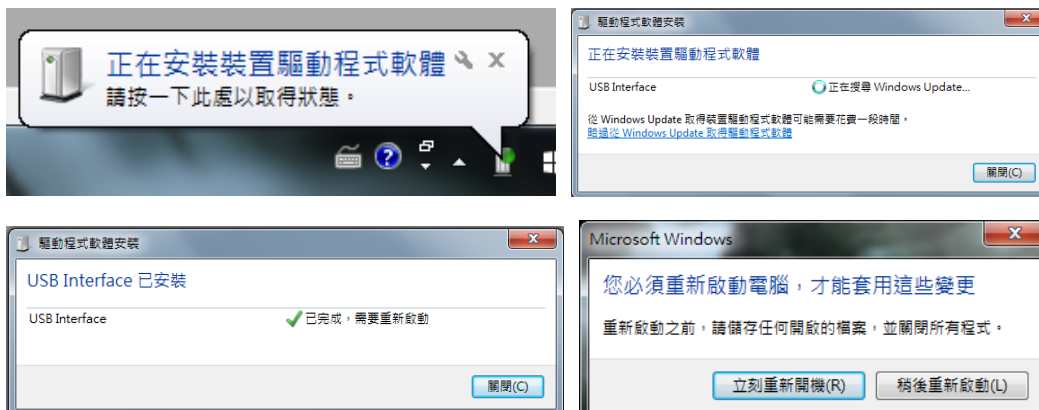 正在安裝裝置驅動程式軟體
請按一下此處以取得狀態。
驅動程式軟體安裝
正在安裝裝置驅動程式軟體
USB Interface
正在搜尋 Windows Update...
從 Windows Update 取得裝置驅動程式軟體可能需要花費一段時間。
略過從 Windows Update 取得驅動程式軟體
關閉(C)
驅動程式軟體安裝
USB Interface 已安裝
USB Interface
已完成，需要重新啟動
關閉(C)
Microsoft Windows
您必須重新啟動電腦，才能套用這些變更
重新啟動之前，請儲存任何開啟的檔案，並關閉所有程式。
立刻重新開機(R)
稍後重新啟動(L)